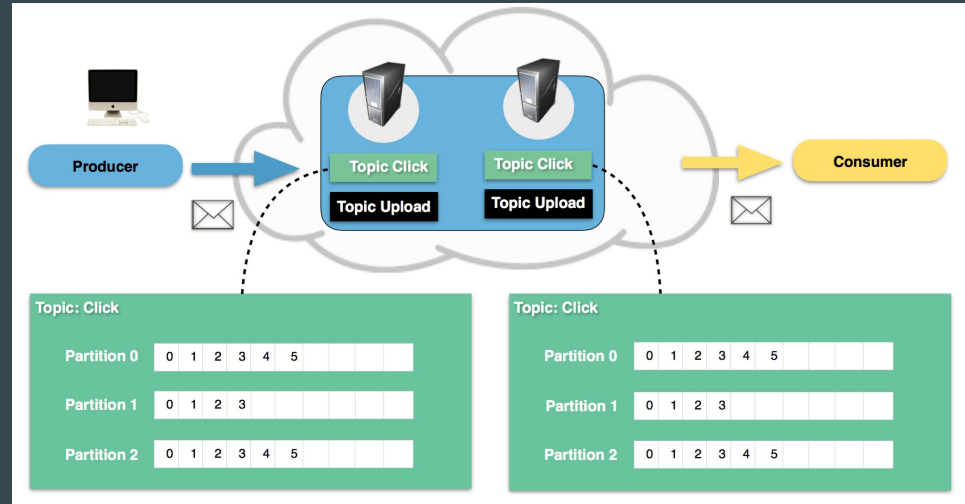 Producer
Topic Click
Topic Upload
Topic Click
Topic Upload
Consumer
Topic: Click
Partition 0 0 1 2 3 4 5
Partition 1 0 1 2 3
Partition 2 0 1 2 3 4 5
Topic: Click
Partition 0 0 1 2 3 4 5
Partition 1 0 1 2 3
Partition 2 0 1 2 3 4 5